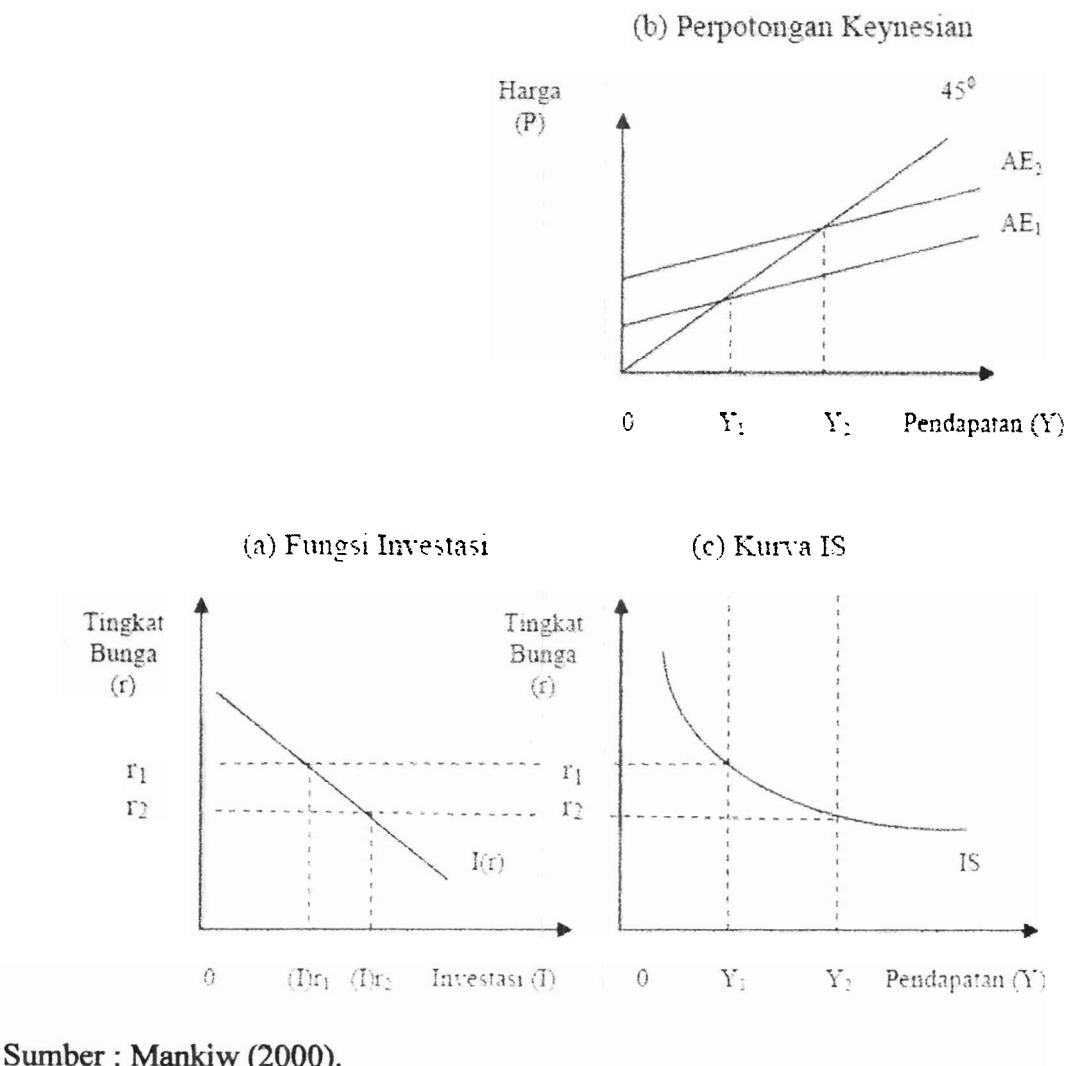 (b) Perpotongan Keynesian
Harga
(P)
45⁰
AE₂
AE₁
0 Y₁ Y₂ Pendapatan (Y)
(a) Fungsi Investasi
(c) Kurva IS
Tingkat
Bunga
(r)
r₁
r₂
I(r)
0 (I)r₁ (I)r₂ Investasi (I)
Tingkat
Bunga
(r)
r₁
r₂
IS
0 Y₁ Y₂ Pendapatan (Y)
Sumber : Mankiw (2000).